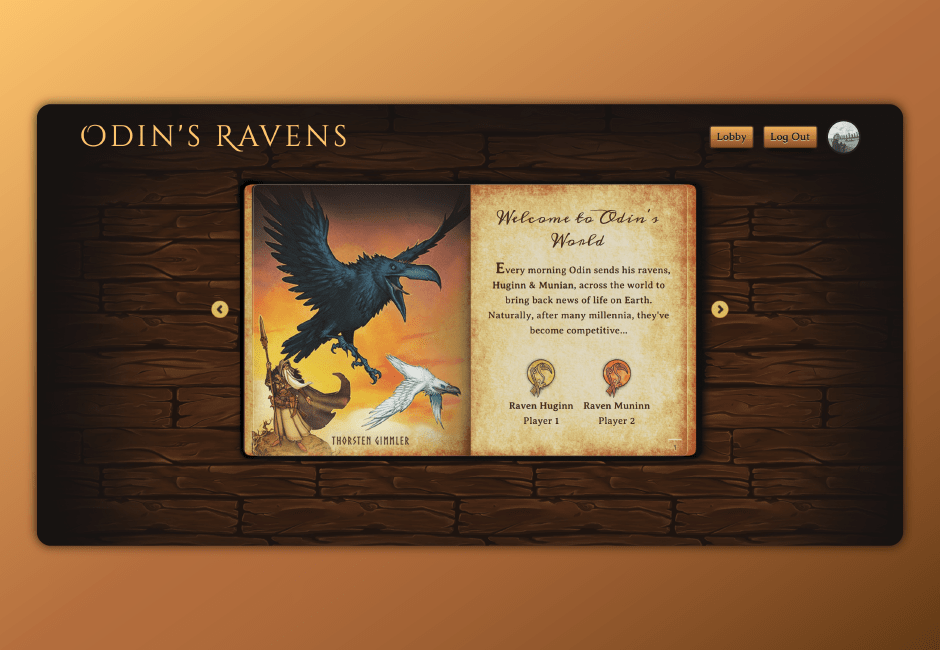 ODIN'S RAVENS
Lobby
Log Out
THORSTEN GIMMLER
Welcome to Odin's
World
Every morning Odin sends his ravens,
Huginn & Munian, across the world to
bring back news of life on Earth.
Naturally, after many millennia, they've
become competitive...
Raven Huginn
Player 1
Raven Muninn
Player 2